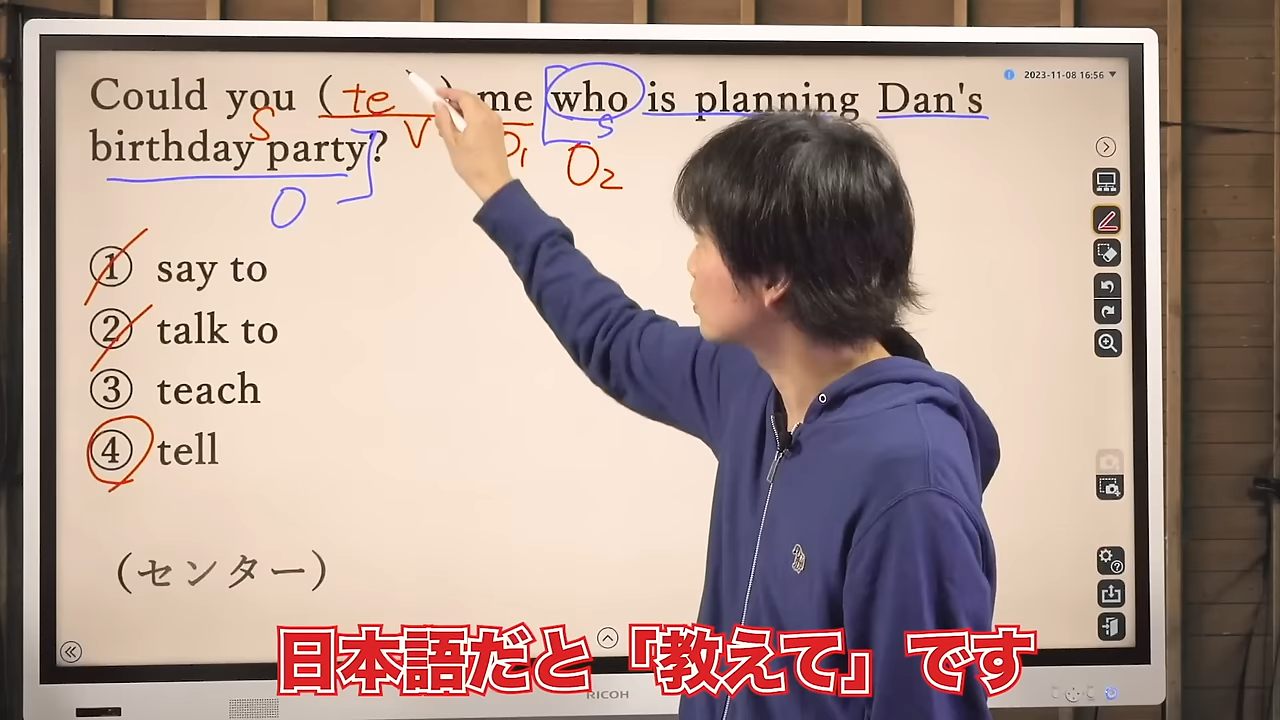 Could you (te ) me who is planning Dan's
S V O1 S O2
birthday party?
O
① say to
② talk to
③ teach
④ tell
(センター)
2023-11-08 16:56
日本語だと「教えて」です
RICOH